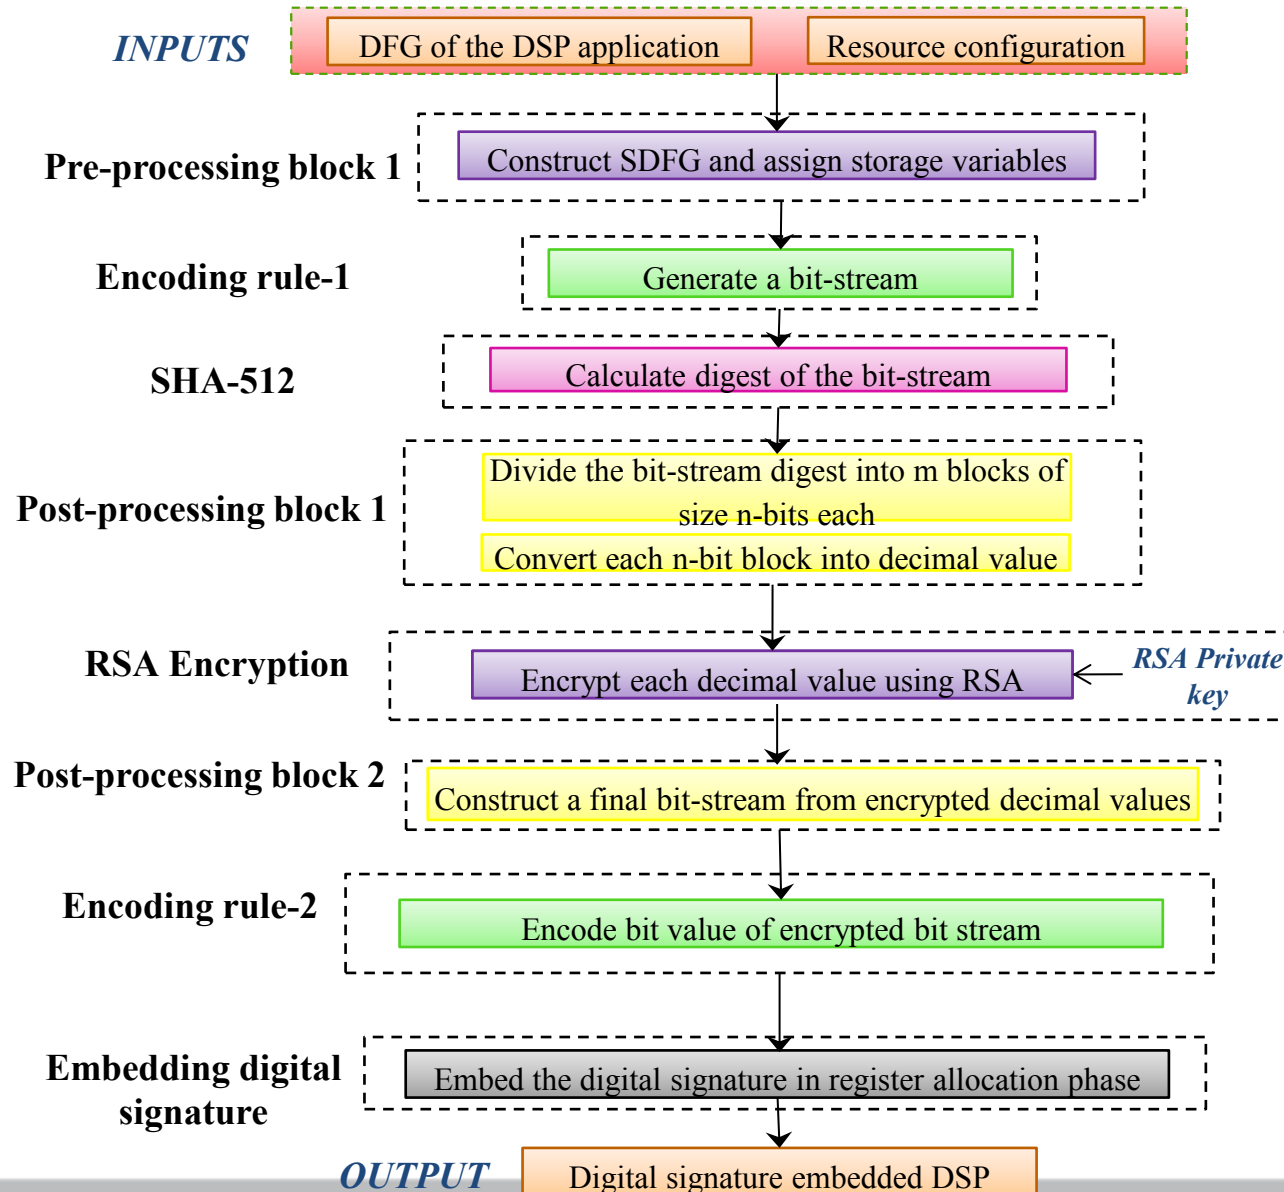 INPUTS
DFG of the DSP application
Resource configuration
Pre-processing block 1
Construct SDFG and assign storage variables
Encoding rule-1
Generate a bit-stream
SHA-512
Calculate digest of the bit-stream
Post-processing block 1
Divide the bit-stream digest into m blocks of
size n-bits each
Convert each n-bit block into decimal value
RSA Encryption
Encrypt each decimal value using RSA
RSA Private
key
Post-processing block 2
Construct a final bit-stream from encrypted decimal values
Encoding rule-2
Encode bit value of encrypted bit stream
Embedding digital
signature
Embed the digital signature in register allocation phase
OUTPUT
Digital signature embedded DSP